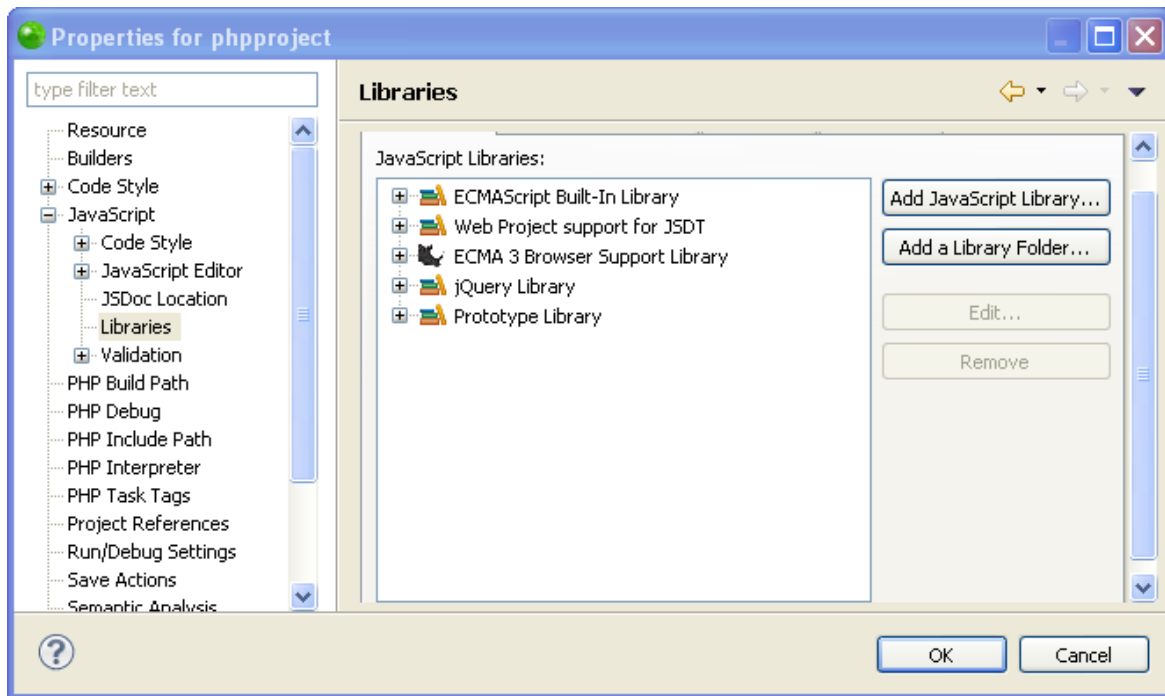 Properties for phpproject
type filter text
Resource
Builders
Code Style
JavaScript
Code Style
JavaScript Editor
JSDoc Location
Libraries
Validation
PHP Build Path
PHP Debug
PHP Include Path
PHP Interpreter
PHP Task Tags
Project References
Run/Debug Settings
Save Actions
Semantic Analysis
Libraries
JavaScript Libraries:
ECMAScript Built-In Library
Web Project support for JSDT
ECMA 3 Browser Support Library
jQuery Library
Prototype Library
Add JavaScript Library...
Add a Library Folder...
Edit...
Remove
OK
Cancel